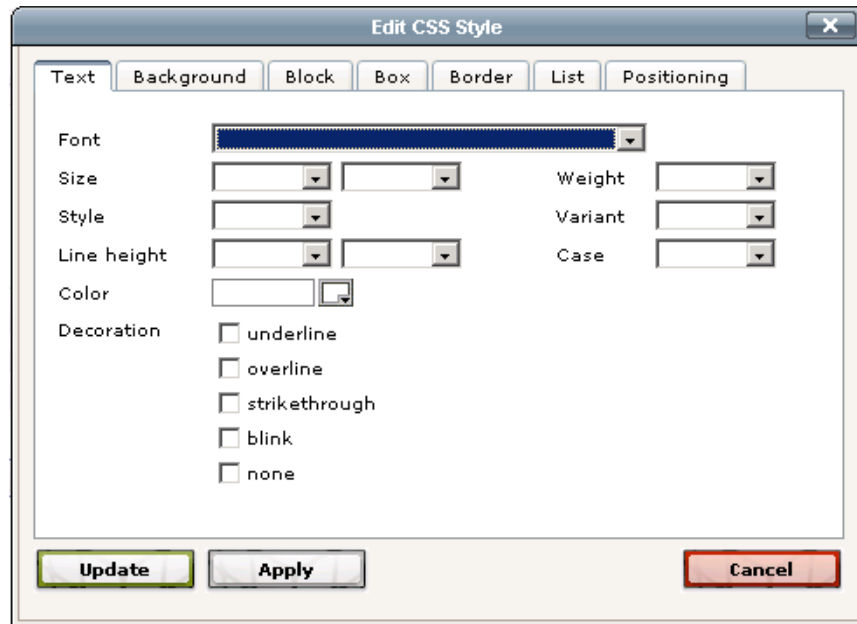 Edit CSS Style
Text Background Block Box Border List Positioning
Font
Size Weight
Style Variant
Line height Case
Color
Decoration underline
overline
strikethrough
blink
none
Update Apply Cancel